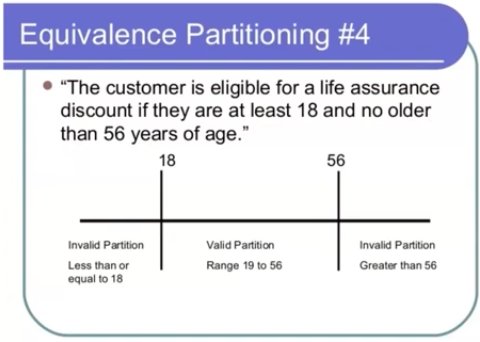 Equivalence Partitioning #4
• “The customer is eligible for a life assurance
discount if they are at least 18 and no older
than 56 years of age.”
18 56
Invalid Partition Valid Partition Invalid Partition
Less than or Range 19 to 56 Greater than 56
equal to 18